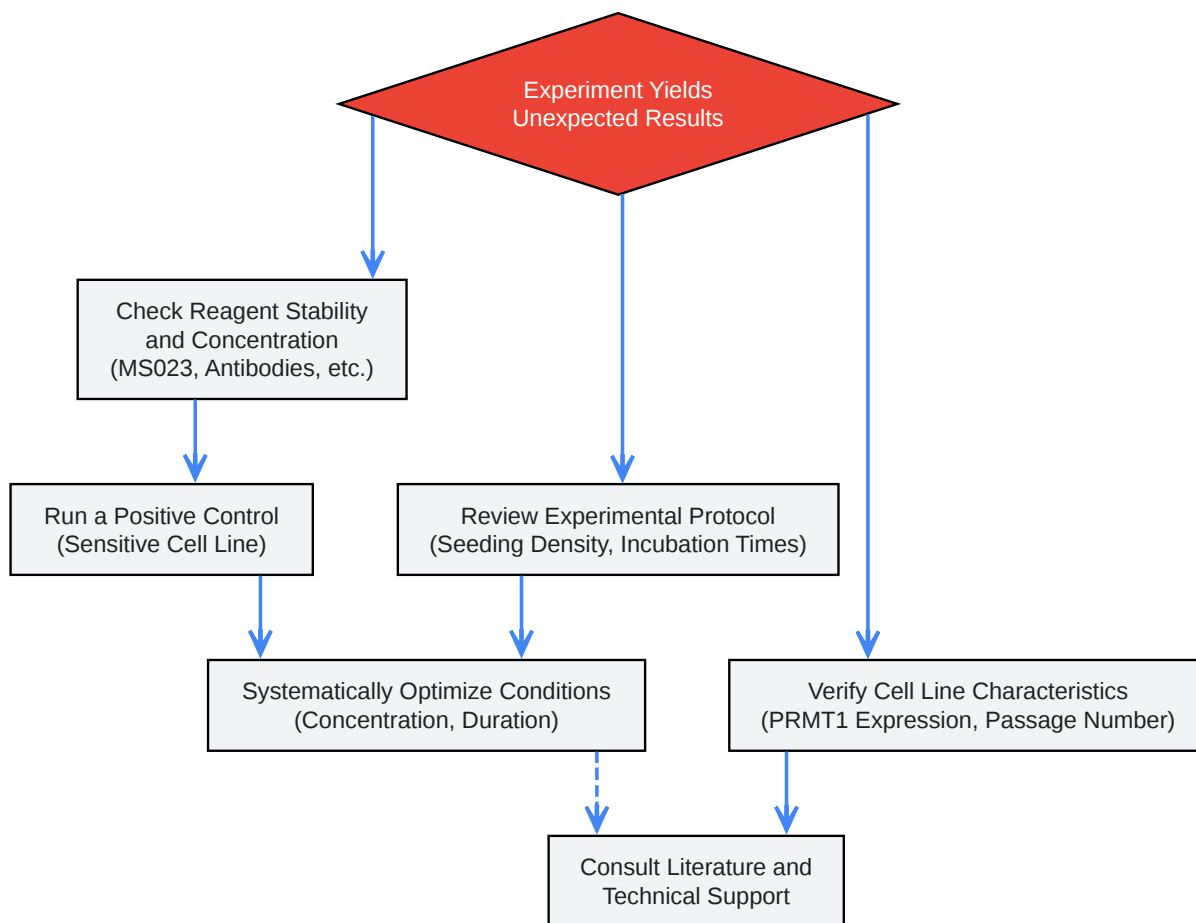 Experiment Yields
Unexpected Results
Check Reagent Stability
and Concentration
(MS023, Antibodies, etc.)
Run a Positive Control
(Sensitive Cell Line)
Review Experimental Protocol
(Seeding Density, Incubation Times)
Systematically Optimize Conditions
(Concentration, Duration)
Verify Cell Line Characteristics
(PRMT1 Expression, Passage Number)
Consult Literature and
Technical Support